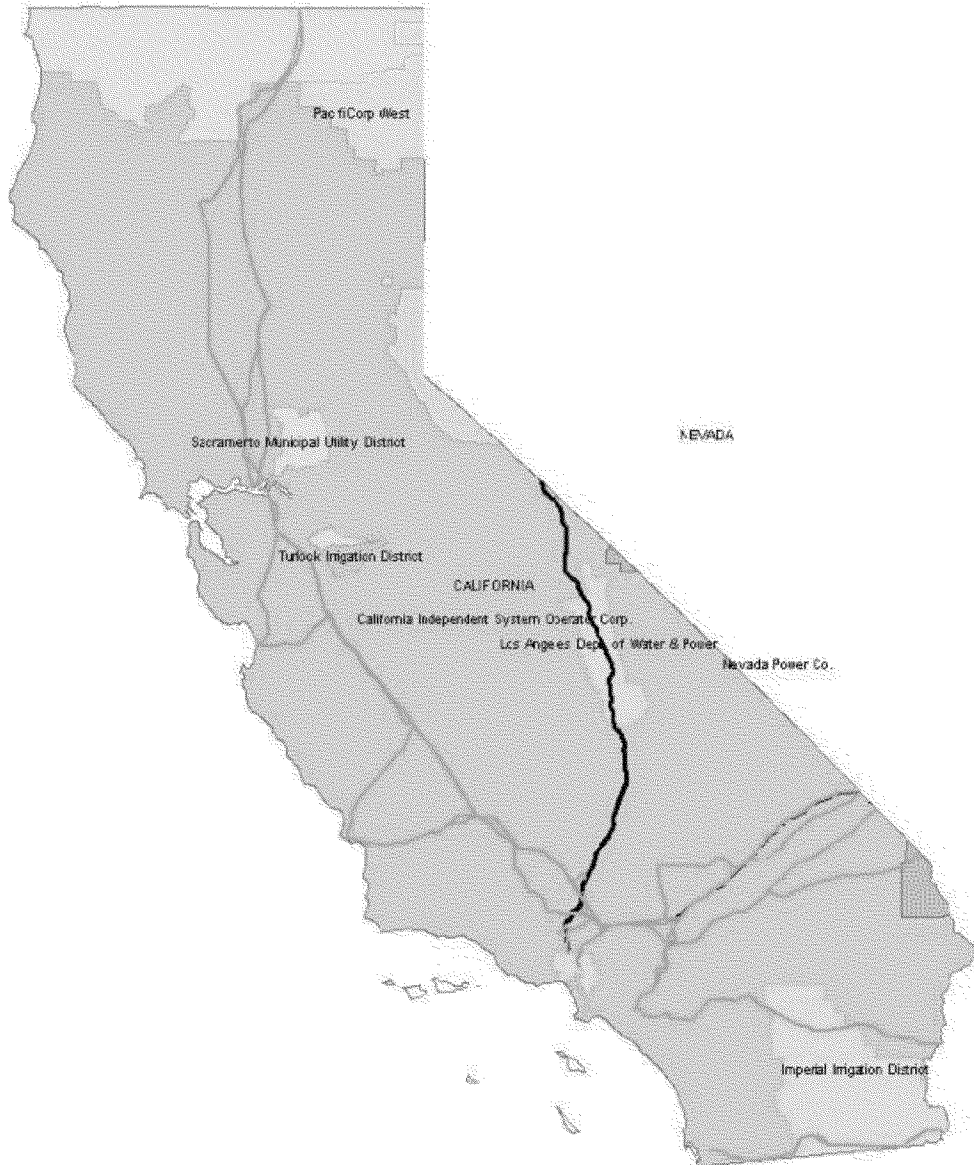 PacifiCorp West
Sacramento Municipal Utility District
NEVADA
Turlock Irrigation District
CALIFORNIA
California Independent System Operator Corp.
Los Angeles Dept. of Water & Power
Nevada Power Co.
Imperial Irrigation District